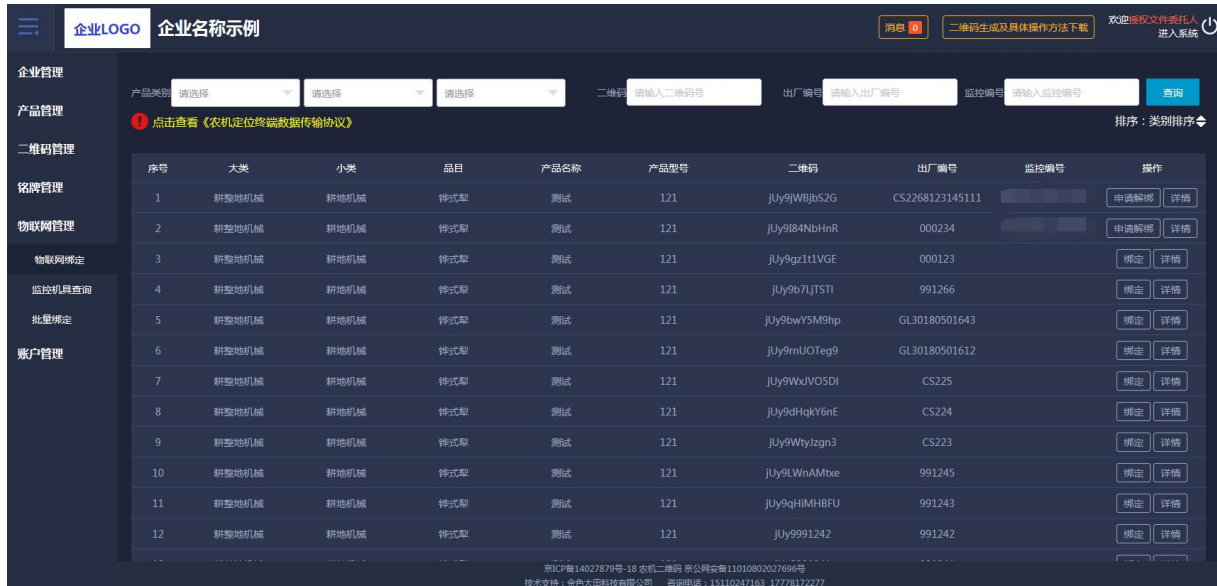 企业LOGO 企业名称示例 消息 0 二维码生成及具体操作方法下载 欢迎授权文件委托人
进入系统
企业管理
产品管理
二维码管理
铭牌管理
物联网管理
物联网绑定
监控机具查询
批量绑定
账户管理
产品类别 请选择 请选择 请选择 二维码 请输入二维码号 出厂编号 请输入出厂编号 监控编号 请输入监控编号 查询
点击查看《农机定位终端数据传输协议》 排序：类别排序
序号 大类 小类 品目 产品名称 产品型号 二维码 出厂编号 监控编号 操作
1 耕整地机械 耕地机械 铧式犁 测试 121 jUy9jWBjbS2G CS2268123145111 申请解绑 详情
2 耕整地机械 耕地机械 铧式犁 测试 121 jUy9I84NbHnR 000234 申请解绑 详情
3 耕整地机械 耕地机械 铧式犁 测试 121 jUy9gz1t1VGE 000123 绑定 详情
4 耕整地机械 耕地机械 铧式犁 测试 121 jUy9b7LjTSTI 991266 绑定 详情
5 耕整地机械 耕地机械 铧式犁 测试 121 jUy9bwY5M9hp GL30180501643 绑定 详情
6 耕整地机械 耕地机械 铧式犁 测试 121 jUy9rnUOTeg9 GL30180501612 绑定 详情
7 耕整地机械 耕地机械 铧式犁 测试 121 jUy9WxJVO5DI CS225 绑定 详情
8 耕整地机械 耕地机械 铧式犁 测试 121 jUy9dHqkY6nE CS224 绑定 详情
9 耕整地机械 耕地机械 铧式犁 测试 121 jUy9WtyJzgn3 CS223 绑定 详情
10 耕整地机械 耕地机械 铧式犁 测试 121 jUy9LWnAMtxe 991245 绑定 详情
11 耕整地机械 耕地机械 铧式犁 测试 121 jUy9qHiMHBFU 991243 绑定 详情
12 耕整地机械 耕地机械 铧式犁 测试 121 jUy9991242 991242 绑定 详情
京ICP备14027879号-18 农机二维码 京公网安备11010802027696号
技术支持：金色大田科技有限公司 咨询电话：15110247163 17778172277